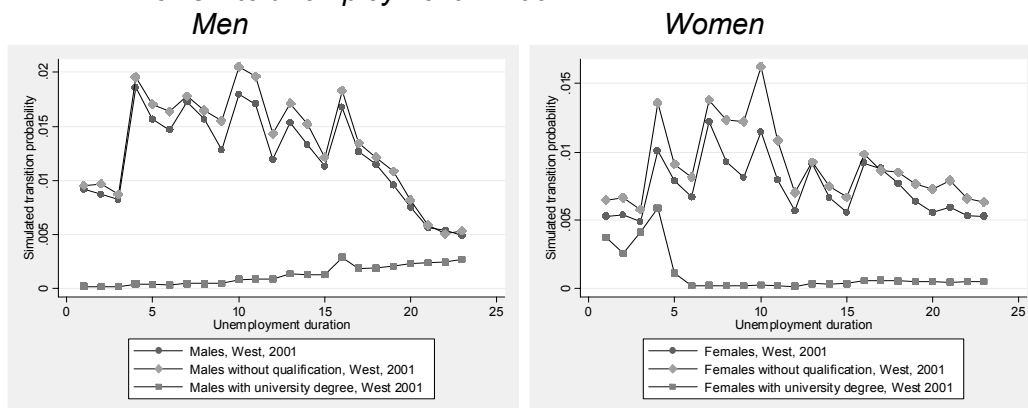 Men
Women
Simulated transition probability
.02
.015
.01
.005
0
0
5
10
15
20
25
Unemployment duration
Males, West, 2001
Males without qualification, West, 2001
Males with university degree, West 2001
Simulated transition probability
.015
.01
.005
0
0
5
10
15
20
25
Unemployment duration
Females, West, 2001
Females without qualification, West, 2001
Females with university degree, West 2001